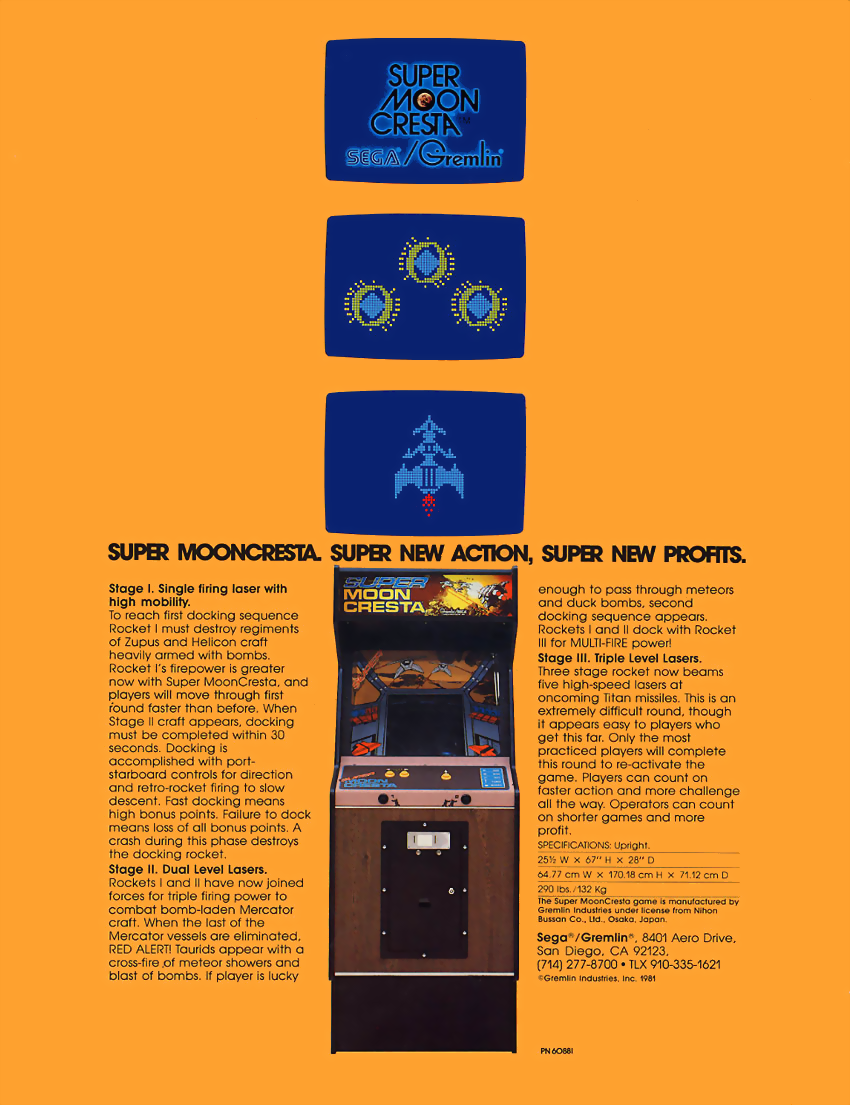 SUPER
MOON
CRESTA™
SEGA®/Gremlin®
SUPER MOONCRESTA. SUPER NEW ACTION, SUPER NEW PROFITS.
Stage I. Single firing laser with
high mobility.
To reach first docking sequence
Rocket I must destroy regiments
of Zupus and Helicon craft
heavily armed with bombs.
Rocket I's firepower is greater
now with Super MoonCresta, and
players will move through first
round faster than before. When
Stage II craft appears, docking
must be completed within 30
seconds. Docking is
accomplished with port-
starboard controls for direction
and retro-rocket firing to slow
descent. Fast docking means
high bonus points. Failure to dock
means loss of all bonus points. A
crash during this phase destroys
the docking rocket.
Stage II. Dual Level Lasers.
Rockets I and II have now joined
forces for triple firing power to
combat bomb-laden Mercator
craft. When the last of the
Mercator vessels are eliminated,
RED ALERT! Taurids appear with a
cross-fire of meteor showers and
blast of bombs. If player is lucky
SUPER
MOON
CRESTA
MOON
CRESTA
enough to pass through meteors
and duck bombs, second
docking sequence appears.
Rockets I and II dock with Rocket
III for MULTI-FIRE power!
Stage III. Triple Level Lasers.
Three stage rocket now beams
five high-speed lasers at
oncoming Titan missiles. This is an
extremely difficult round, though
it appears easy to players who
get this far. Only the most
practiced players will complete
this round to re-activate the
game. Players can count on
faster action and more challenge
all the way. Operators can count
on shorter games and more
profit.
SPECIFICATIONS: Upright.
25½ W × 67" H × 28" D
64.77 cm W × 170.18 cm H × 71.12 cm D
290 lbs./132 Kg
The Super MoonCresta game is manufactured by
Gremlin Industries under license from Nihon
Bussan Co., Ltd., Osaka, Japan.
Sega®/Gremlin®, 8401 Aero Drive,
San Diego, CA 92123,
(714) 277-8700 • TLX 910-335-1621
©Gremlin Industries, Inc. 1981
PN 60881